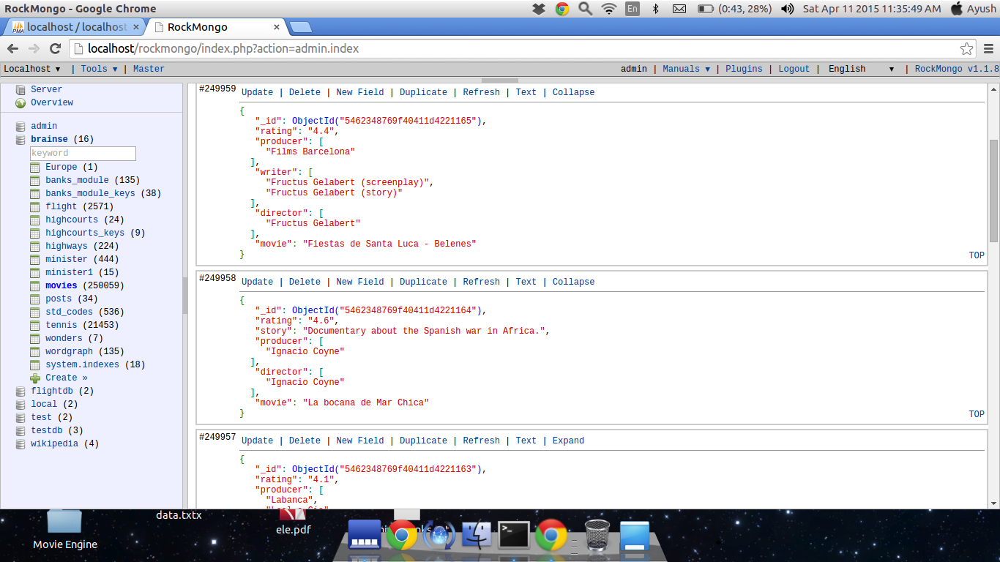 RockMongo - Google Chrome
En
(0:43, 28%)
Sat Apr 11 2015 11:35:49 AM
Ayush
PMA localhost / localhost ×
RockMongo ×
localhost/rockmongo/index.php?action=admin.index
Localhost ▼ | Tools ▼ | Master
admin | Manuals ▼ | Plugins | Logout | English ▼ | RockMongo v1.1.8
Server
Overview
admin
brainse (16)
keyword
Europe (1)
banks_module (135)
banks_module_keys (38)
flight (2571)
highcourts (24)
highcourts_keys (9)
highways (224)
minister (444)
minister1 (15)
movies (250059)
posts (34)
std_codes (536)
tennis (21453)
wonders (7)
wordgraph (135)
system.indexes (18)
Create »
flightdb (2)
local (2)
test (2)
testdb (3)
wikipedia (4)
#249959
Update | Delete | New Field | Duplicate | Refresh | Text | Collapse
{
"_id": ObjectId("5462348769f40411d4221165"),
"rating": "4.4",
"producer": [
"Films Barcelona"
],
"writer": [
"Fructus Gelabert (screenplay)",
"Fructus Gelabert (story)"
],
"director": [
"Fructus Gelabert"
],
"movie": "Fiestas de Santa Luca - Belenes"
}
TOP
#249958
Update | Delete | New Field | Duplicate | Refresh | Text | Collapse
{
"_id": ObjectId("5462348769f40411d4221164"),
"rating": "4.6",
"story": "Documentary about the Spanish war in Africa.",
"producer": [
"Ignacio Coyne"
],
"director": [
"Ignacio Coyne"
],
"movie": "La bocana de Mar Chica"
}
TOP
#249957
Update | Delete | New Field | Duplicate | Refresh | Text | Expand
{
"_id": ObjectId("5462348769f40411d4221163"),
"rating": "4.1",
"producer": [
"Labanca",
Movie Engine
data.txtx
ele.pdf